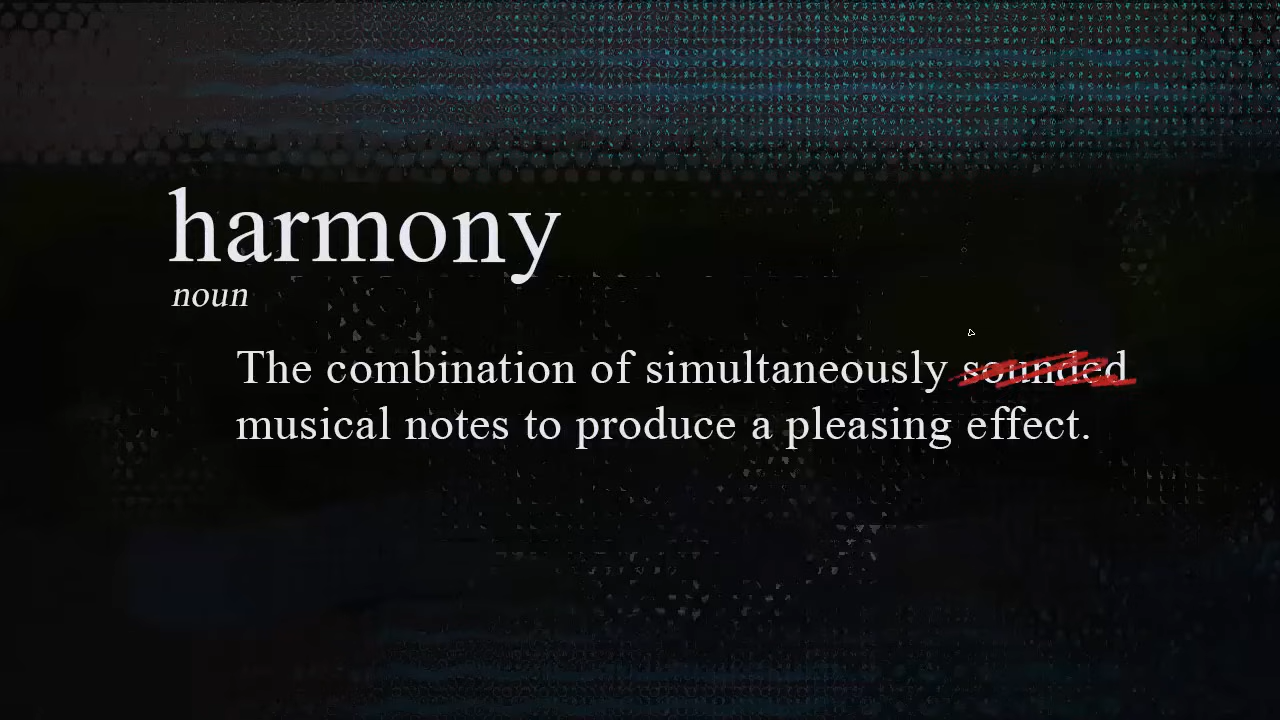 harmony
noun
The combination of simultaneously sounded
musical notes to produce a pleasing effect.